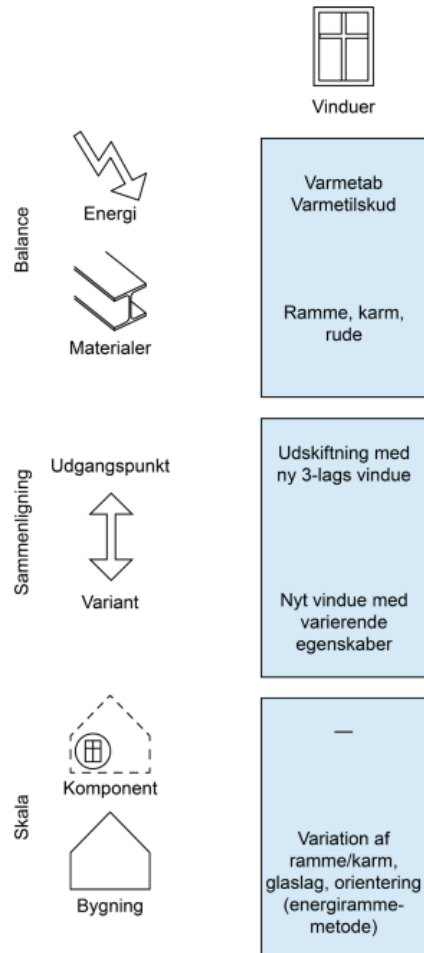 Vinduer
Balance
Energi
Varmetab
Varmetilskud
Materialer
Ramme, karm,
rude
Sammenligning
Udgangspunkt
Udskiftning med
ny 3-lags vindue
Variant
Nyt vindue med
varierende
egenskaber
Skala
Komponent
—
Bygning
Variation af
ramme/karm,
glaslag, orientering
(energiramme-
metode)